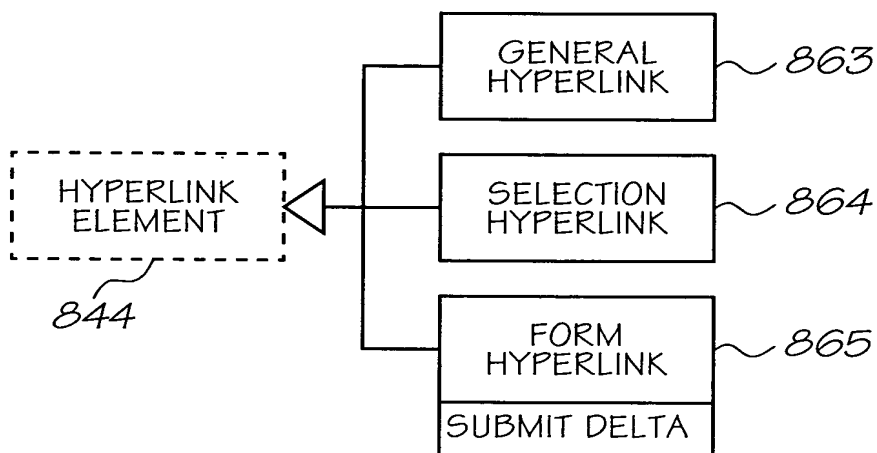 GENERAL
HYPERLINK
863
HYPERLINK
ELEMENT
844
SELECTION
HYPERLINK
864
FORM
HYPERLINK
865
SUBMIT DELTA